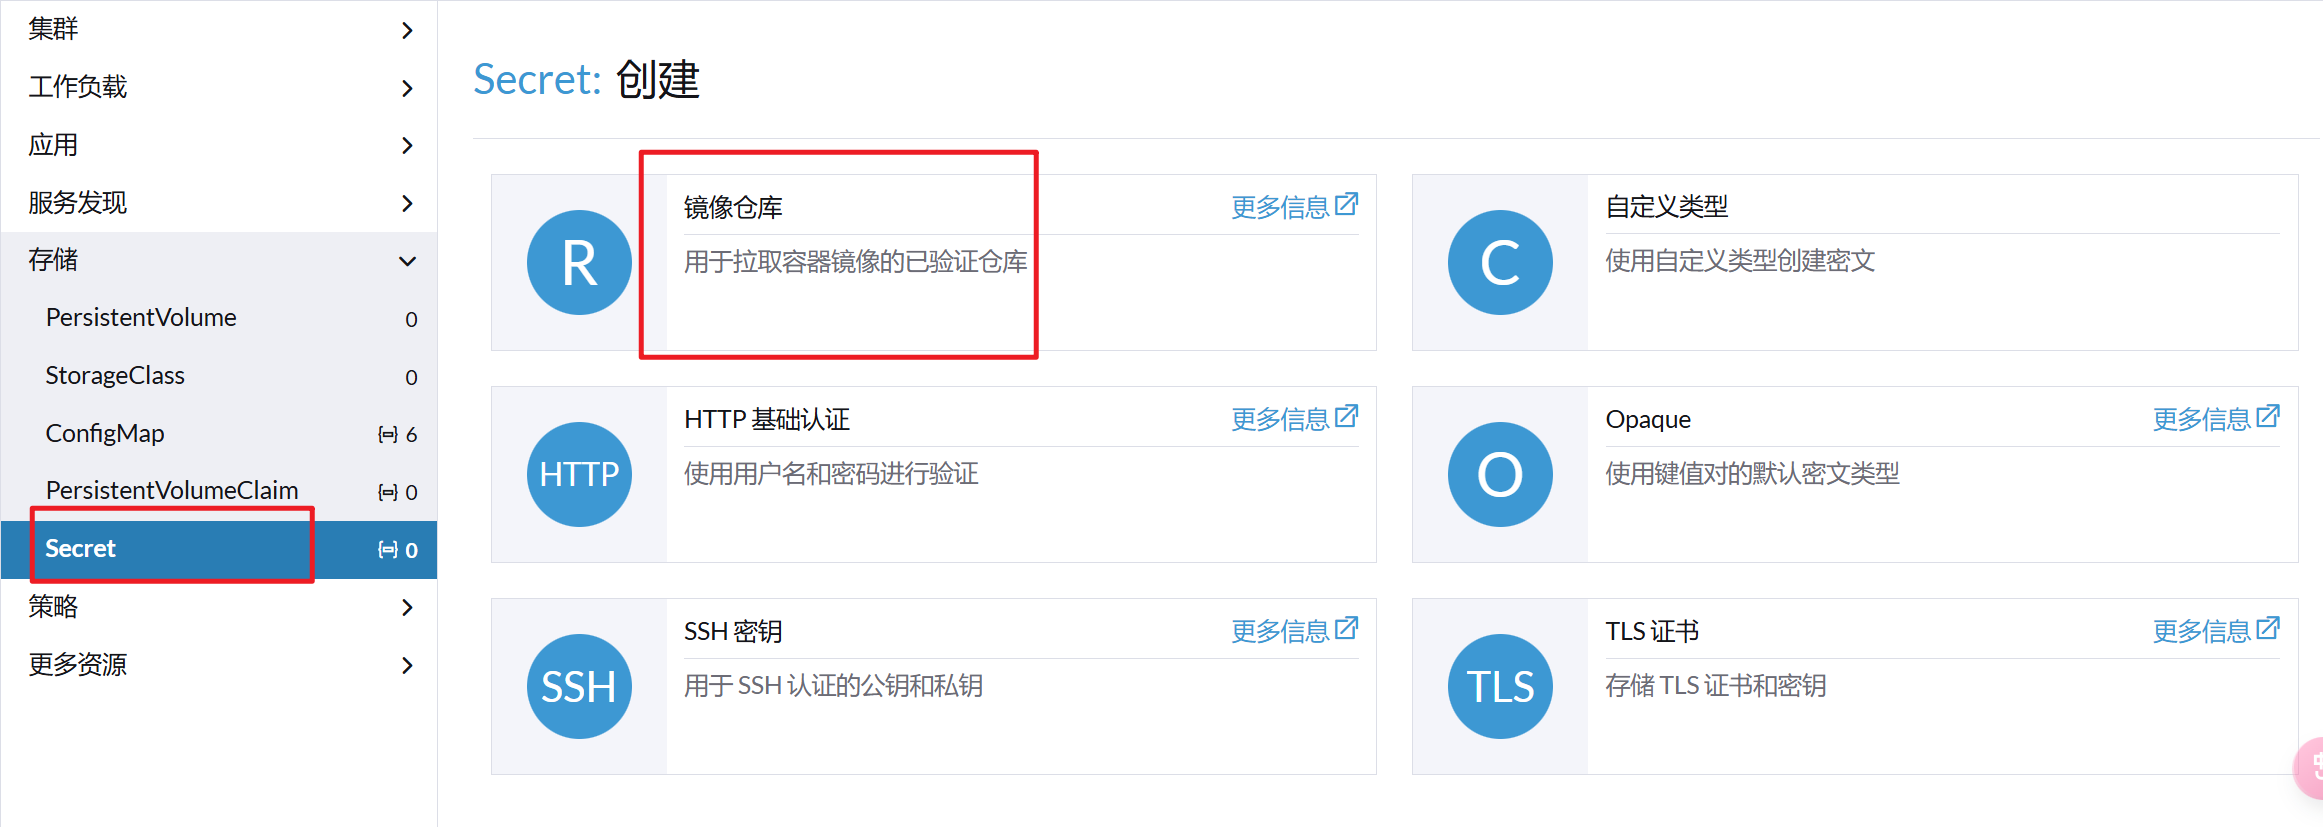 集群
工作负载
应用
服务发现
存储
PersistentVolume 0
StorageClass 0
ConfigMap 6
PersistentVolumeClaim 0
Secret 0
策略
更多资源
Secret: 创建
R
镜像仓库 更多信息
用于拉取容器镜像的已验证仓库
C
自定义类型
使用自定义类型创建密文
HTTP
HTTP 基础认证 更多信息
使用用户名和密码进行验证
O
Opaque 更多信息
使用键值对的默认密文类型
SSH
SSH 密钥 更多信息
用于 SSH 认证的公钥和私钥
TLS
TLS 证书 更多信息
存储 TLS 证书和密钥